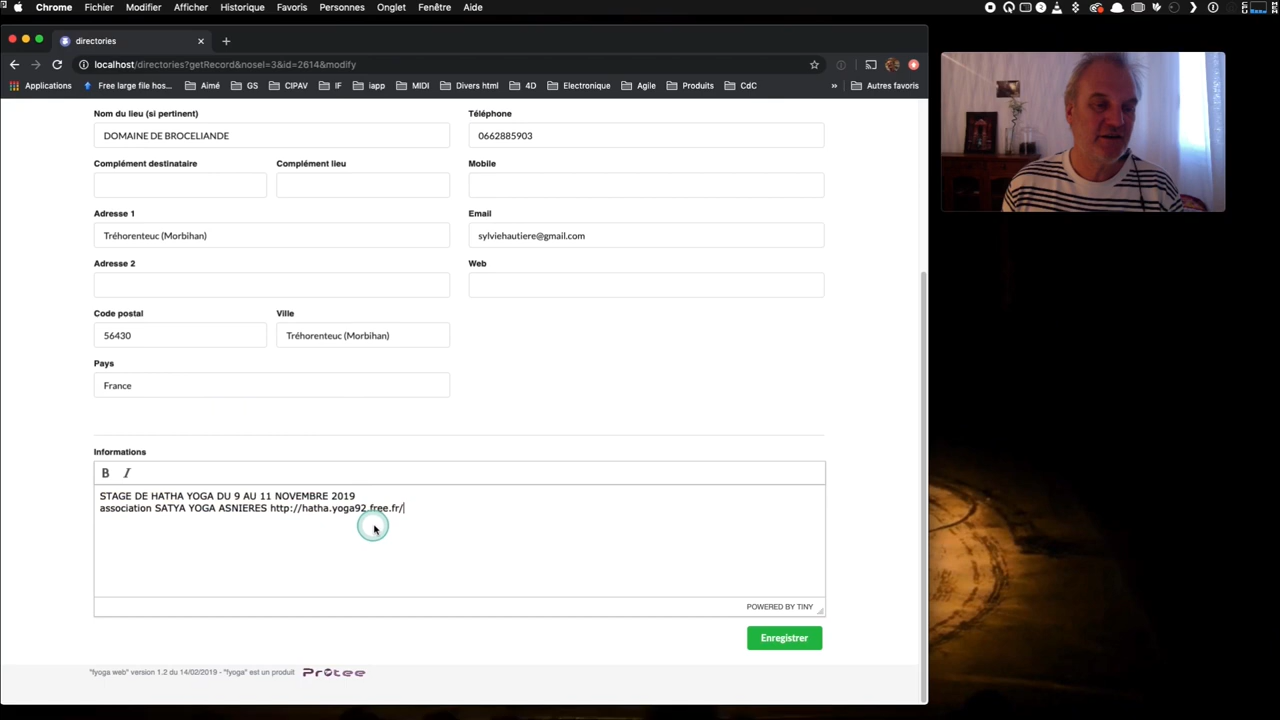 Chrome Fichier Modifier Afficher Historique Favoris Personnes Onglet Fenêtre Aide
directories
localhost/directories?getRecord&nosel=3&id=2614&modify
Applications Free large file hos... Aimé GS CIPAV IF iapp MIDI Divers html 4D Electronique Agile Produits CdC » Autres favoris
Nom du lieu (si pertinent) Téléphone
DOMAINE DE BROCELIANDE 0662885903
Complément destinataire Complément lieu Mobile
Adresse 1 Email
Tréhorenteuc (Morbihan) sylviehautiere@gmail.com
Adresse 2 Web
Code postal Ville
56430 Tréhorenteuc (Morbihan)
Pays
France
Informations
B I
STAGE DE HATHA YOGA DU 9 AU 11 NOVEMBRE 2019
association SATYA YOGA ASNIERES http://hatha.yoga92.free.fr/
POWERED BY TINY
Enregistrer
"fyoga web" version 1.2 du 14/02/2019 - "fyoga" est un produit Protee